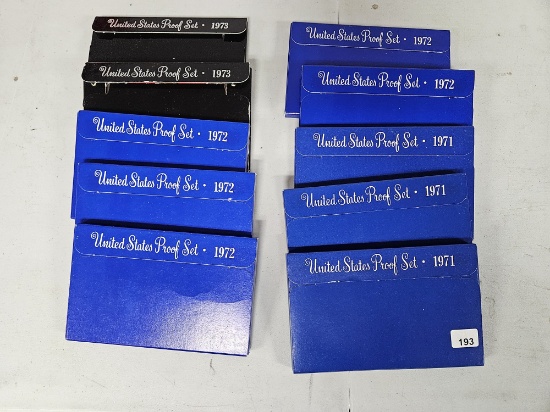 United States Proof Set · 1973
United States Proof Set · 1973
United States Proof Set · 1972
United States Proof Set · 1972
United States Proof Set · 1972
United States Proof Set · 1972
United States Proof Set · 1972
United States Proof Set · 1971
United States Proof Set · 1971
United States Proof Set · 1971
193